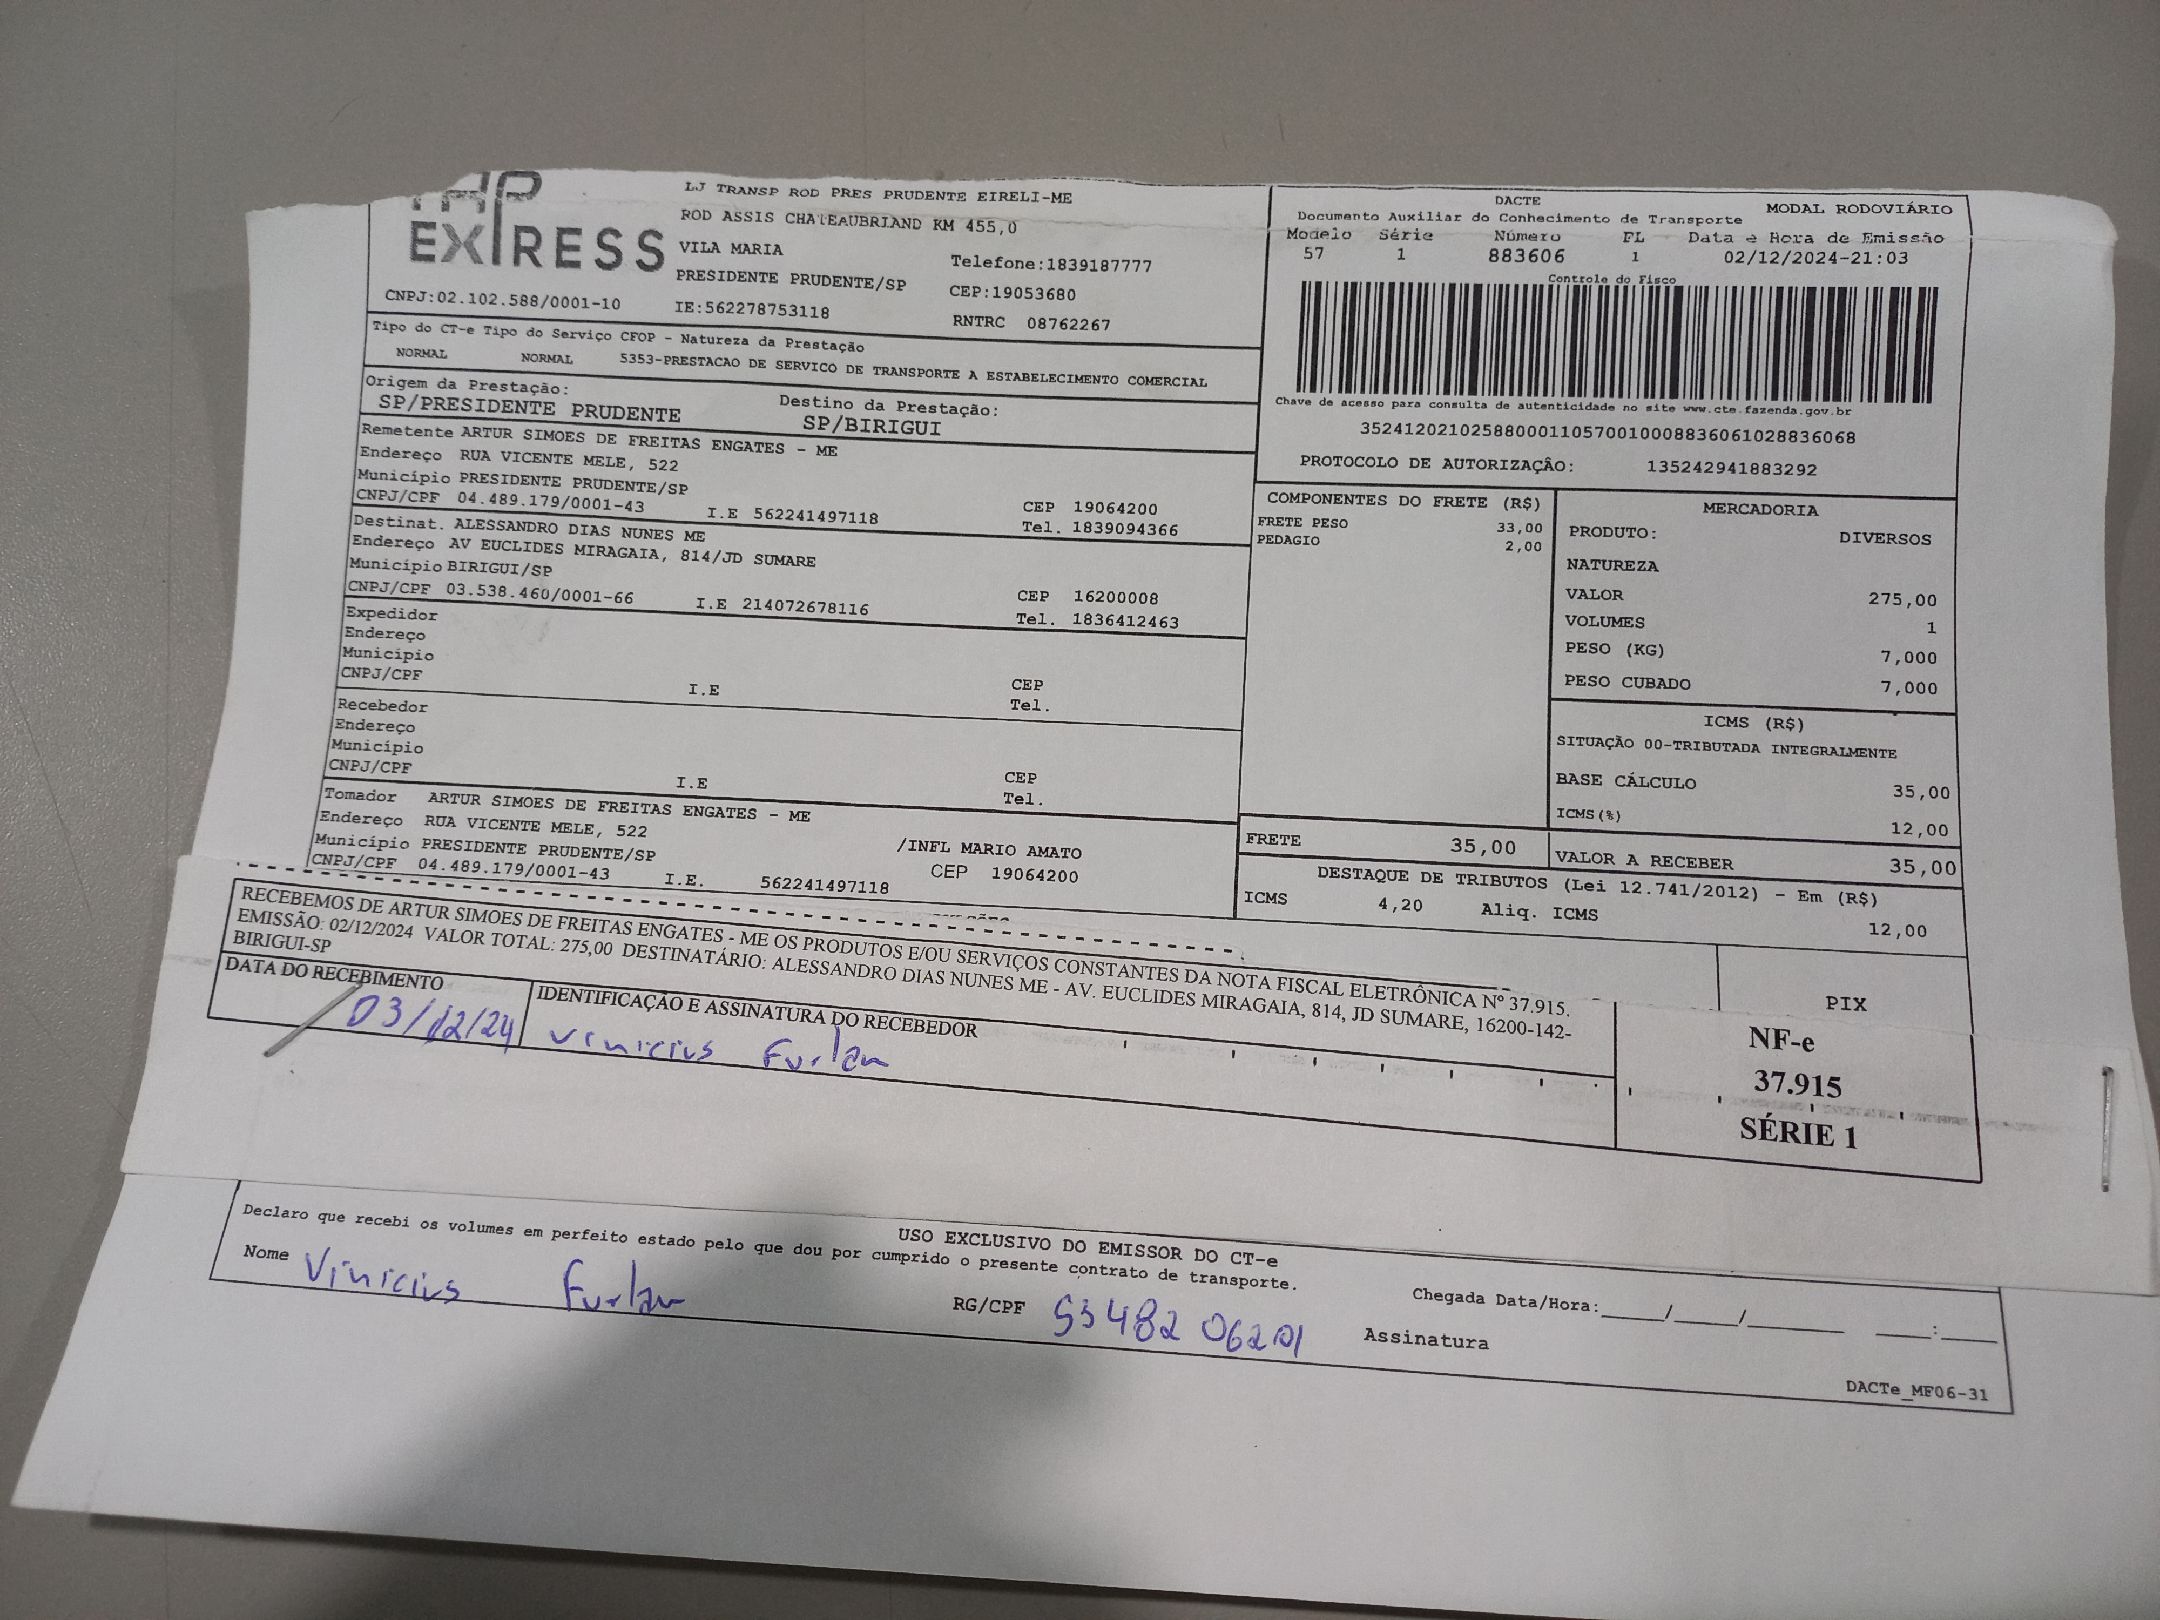 EXPRESS
LJ TRANSP ROD PRES PRUDENTE EIRELI-ME
ROD ASSIS CHATEAUBRIAND KM 455,0
VILA MARIA
Telefone:1839187777
PRESIDENTE PRUDENTE/SP
CEP:19053680
CNPJ:02.102.588/0001-10
IE:562278753118
RNTRC 08762267
DACTE
MODAL RODOVIÁRIO
Documento Auxiliar do Conhecimento de Transporte
Modelo Série Número FL Data e Hora de Emissão
57 1 883606 1 02/12/2024-21:03
Controle do Fisco
Chave de acesso para consulta de autenticidade no site www.cte.fazenda.gov.br
35241202102588000110570010008836061028836068
PROTOCOLO DE AUTORIZAÇÃO: 135242941883292
Tipo do CT-e Tipo do Serviço CFOP - Natureza da Prestação
NORMAL NORMAL 5353-PRESTACAO DE SERVICO DE TRANSPORTE A ESTABELECIMENTO COMERCIAL
Origem da Prestação: Destino da Prestação:
SP/PRESIDENTE PRUDENTE SP/BIRIGUI
Remetente ARTUR SIMOES DE FREITAS ENGATES - ME
Endereço RUA VICENTE MELE, 522
Município PRESIDENTE PRUDENTE/SP CEP 19064200
CNPJ/CPF 04.489.179/0001-43 I.E 562241497118 Tel. 1839094366
Destinat. ALESSANDRO DIAS NUNES ME
Endereço AV EUCLIDES MIRAGAIA, 814/JD SUMARE
Município BIRIGUI/SP CEP 16200008
CNPJ/CPF 03.538.460/0001-66 I.E 214072678116 Tel. 1836412463
Expedidor
Endereço
Município CEP
CNPJ/CPF I.E Tel.
Recebedor
Endereço
Município CEP
CNPJ/CPF I.E Tel.
Tomador ARTUR SIMOES DE FREITAS ENGATES - ME
Endereço RUA VICENTE MELE, 522 /INFL MARIO AMATO
Município PRESIDENTE PRUDENTE/SP CEP 19064200
CNPJ/CPF 04.489.179/0001-43 I.E. 562241497118
COMPONENTES DO FRETE (R$)
FRETE PESO 33,00
PEDAGIO 2,00
MERCADORIA
PRODUTO: DIVERSOS
NATUREZA
VALOR 275,00
VOLUMES 1
PESO (KG) 7,000
PESO CUBADO 7,000
ICMS (R$)
SITUAÇÃO 00-TRIBUTADA INTEGRALMENTE
BASE CÁLCULO 35,00
ICMS(%) 12,00
FRETE 35,00 VALOR A RECEBER 35,00
DESTAQUE DE TRIBUTOS (Lei 12.741/2012) - Em (R$)
ICMS 4,20 Aliq. ICMS 12,00
PIX
RECEBEMOS DE ARTUR SIMOES DE FREITAS ENGATES - ME OS PRODUTOS E/OU SERVIÇOS CONSTANTES DA NOTA FISCAL ELETRÔNICA Nº 37.915.
EMISSÃO: 02/12/2024 VALOR TOTAL: 275,00 DESTINATÁRIO: ALESSANDRO DIAS NUNES ME - AV. EUCLIDES MIRAGAIA, 814, JD SUMARE, 16200-142-
BIRIGUI-SP
DATA DO RECEBIMENTO IDENTIFICAÇÃO E ASSINATURA DO RECEBEDOR
03/12/24 Vinicius Furlan
NF-e
37.915
SÉRIE 1
USO EXCLUSIVO DO EMISSOR DO CT-e
Declaro que recebi os volumes em perfeito estado pelo que dou por cumprido o presente contrato de transporte.
Nome Vinicius Furlan RG/CPF Chegada Data/Hora:____/____/______ ____:____
Assinatura
DACTe_MF06-31